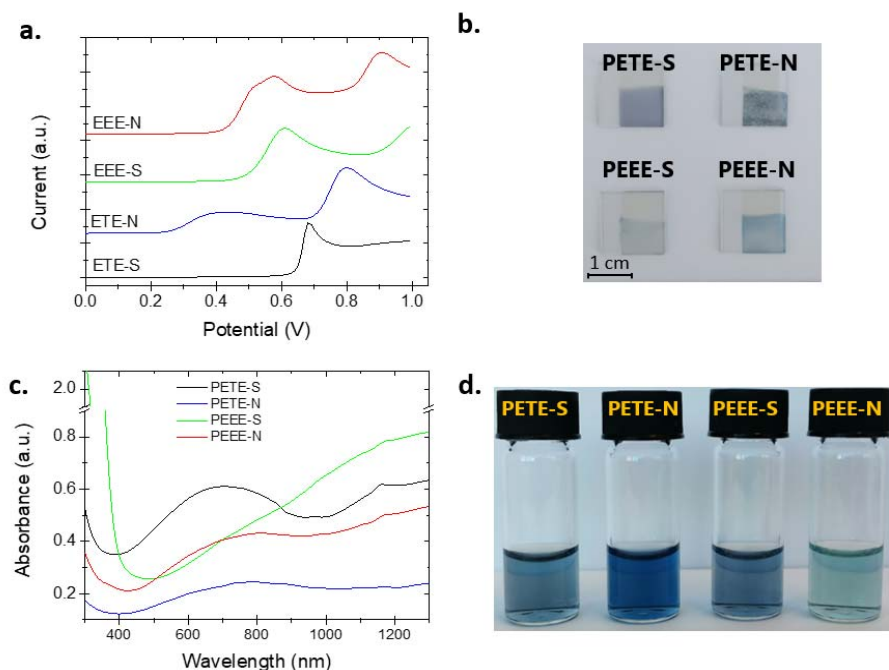 a.
Current (a.u.)
EEE-N
EEE-S
ETE-N
ETE-S
0.0 0.2 0.4 0.6 0.8 1.0
Potential (V)
b.
PETE-S PETE-N
PEEE-S PEEE-N
1 cm
c.
Absorbance (a.u.)
2.0
0.8
0.6
0.4
0.2
PETE-S
PETE-N
PEEE-S
PEEE-N
400 600 800 1000 1200
Wavelength (nm)
d.
PETE-S PETE-N PEEE-S PEEE-N